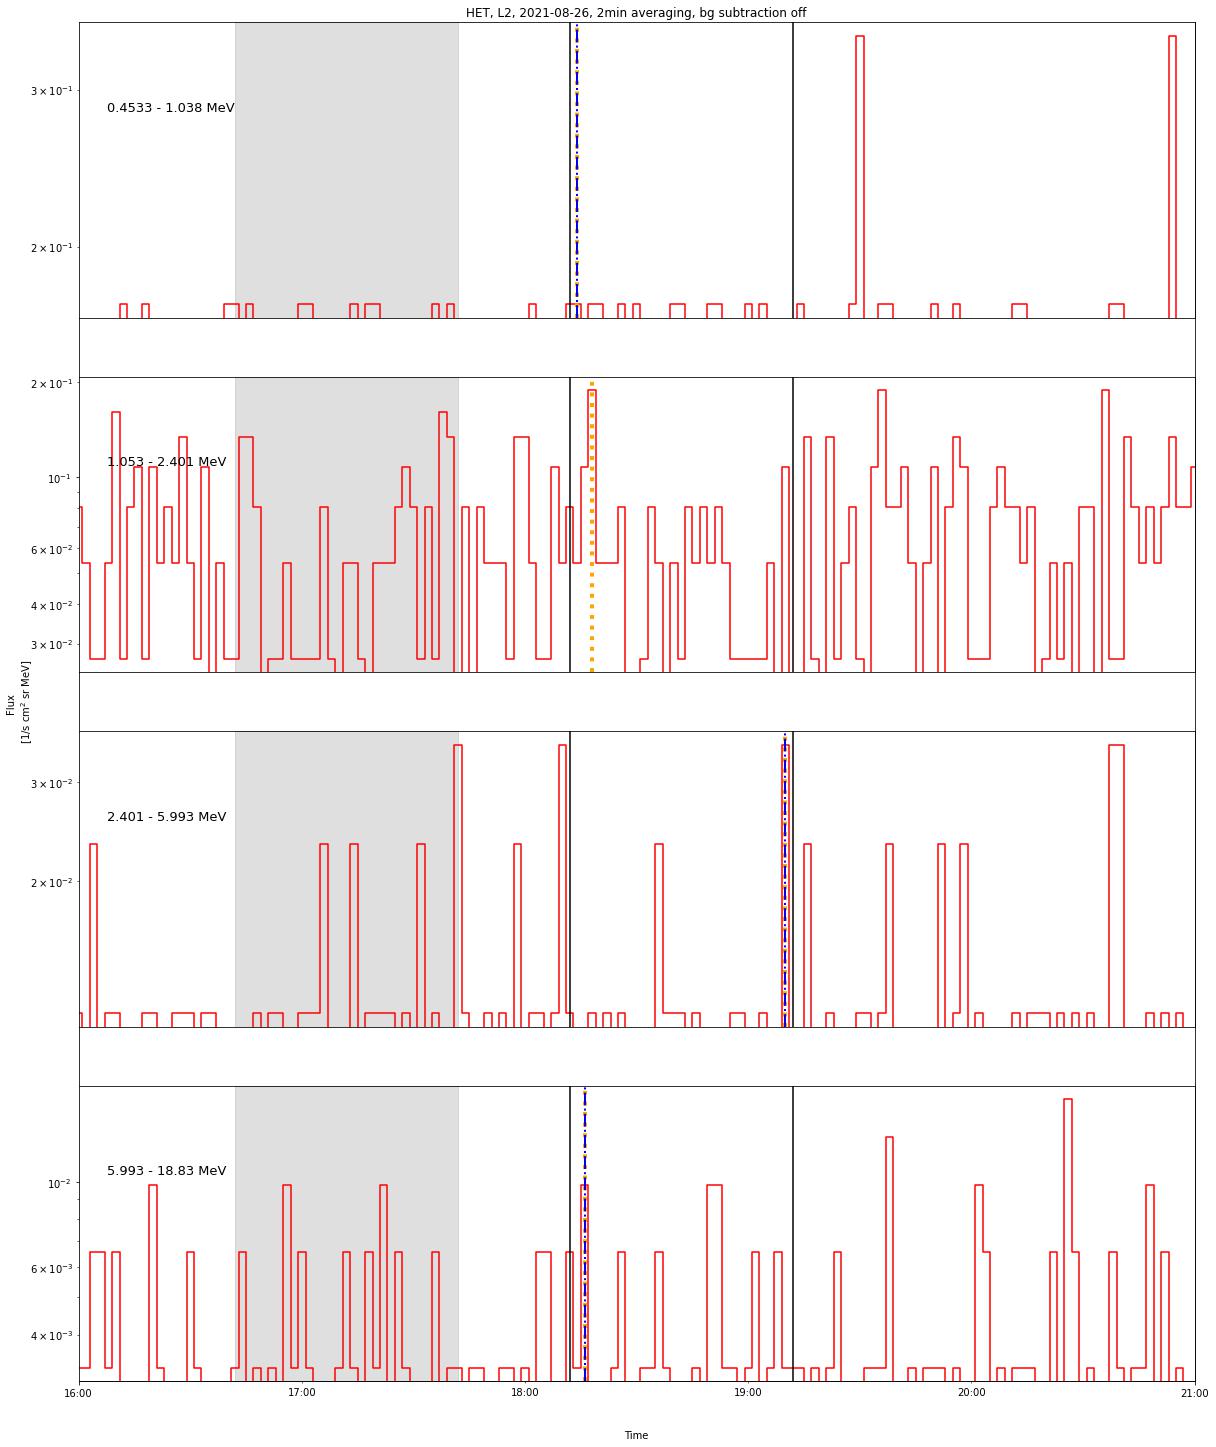 HET, L2, 2021-08-26, 2min averaging, bg subtraction off
3 × 10⁻¹
0.4533 - 1.038 MeV
2 × 10⁻¹
2 × 10⁻¹
1.053 - 2.401 MeV
10⁻¹
6 × 10⁻²
4 × 10⁻²
3 × 10⁻²
Flux
[1/s cm² sr MeV]
3 × 10⁻²
2.401 - 5.993 MeV
2 × 10⁻²
5.993 - 18.83 MeV
10⁻²
6 × 10⁻³
4 × 10⁻³
16:00 17:00 18:00 19:00 20:00 21:00
Time